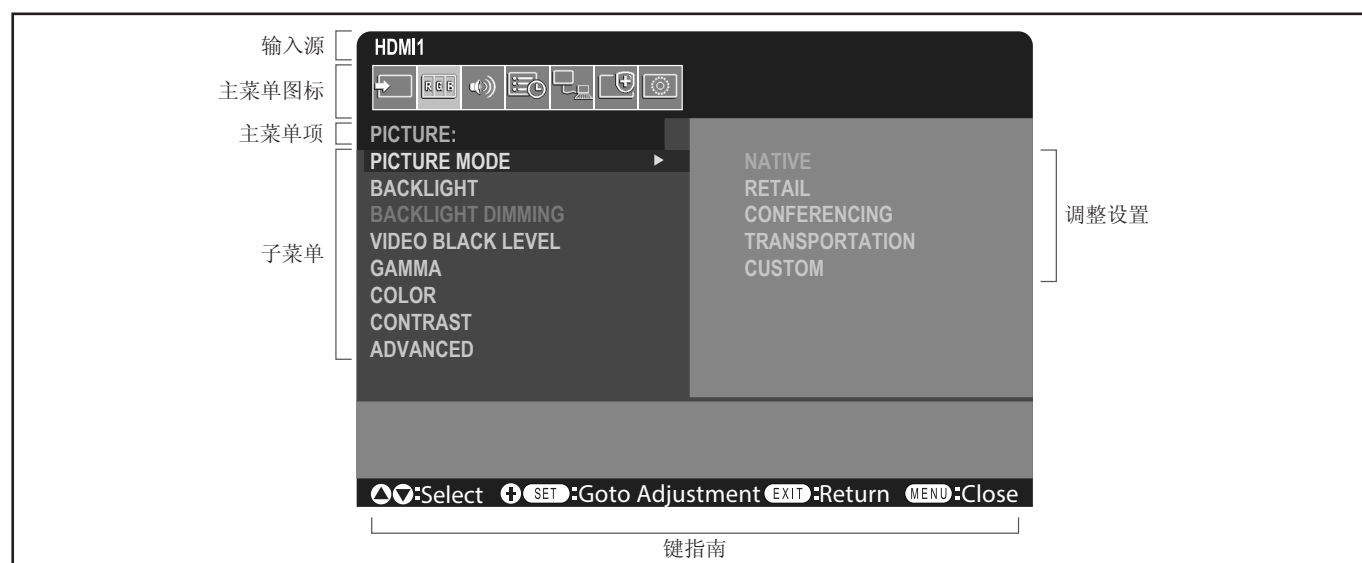 输入源
HDMI1
主菜单图标
RGB
主菜单项
PICTURE:
子菜单
PICTURE MODE
BACKLIGHT
BACKLIGHT DIMMING
VIDEO BLACK LEVEL
GAMMA
COLOR
CONTRAST
ADVANCED
NATIVE
RETAIL
CONFERENCING
TRANSPORTATION
CUSTOM
调整设置
:Select SET:Goto Adjustment EXIT:Return MENU:Close
键指南